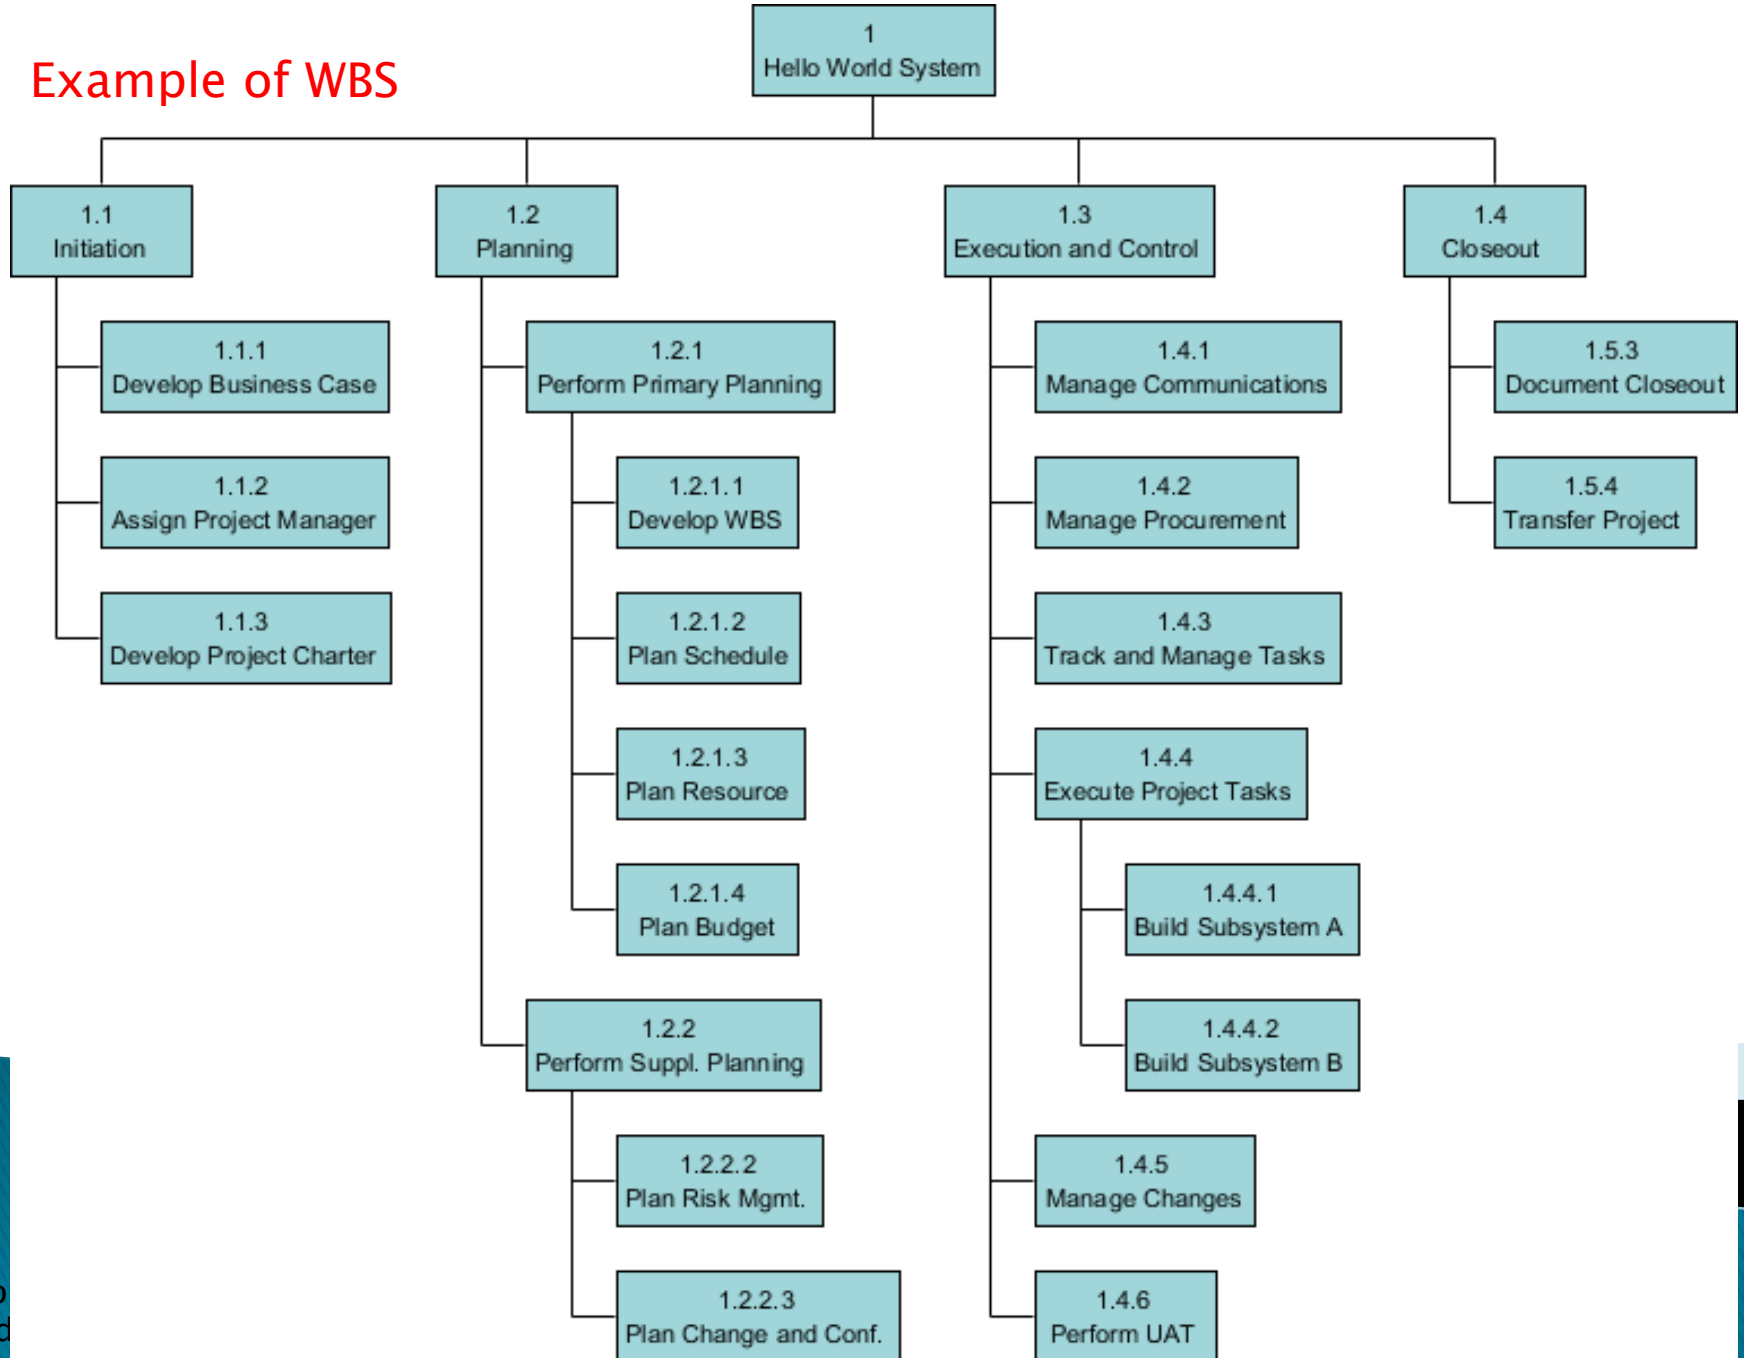 Example of WBS
1
Hello World System
1.1
Initiation
1.2
Planning
1.3
Execution and Control
1.4
Closeout
1.1.1
Develop Business Case
1.1.2
Assign Project Manager
1.1.3
Develop Project Charter
1.2.1
Perform Primary Planning
1.2.1.1
Develop WBS
1.2.1.2
Plan Schedule
1.2.1.3
Plan Resource
1.2.1.4
Plan Budget
1.2.2
Perform Suppl. Planning
1.2.2.2
Plan Risk Mgmt.
1.2.2.3
Plan Change and Conf.
1.4.1
Manage Communications
1.4.2
Manage Procurement
1.4.3
Track and Manage Tasks
1.4.4
Execute Project Tasks
1.4.4.1
Build Subsystem A
1.4.4.2
Build Subsystem B
1.4.5
Manage Changes
1.4.6
Perform UAT
1.5.3
Document Closeout
1.5.4
Transfer Project